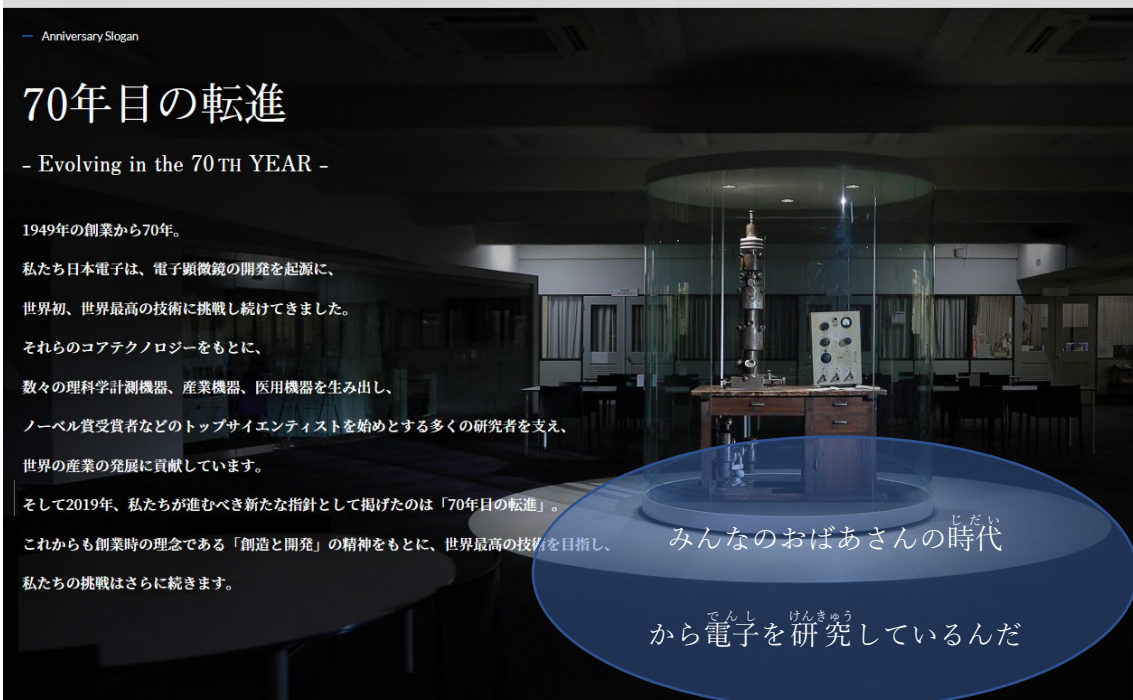 Anniversary Slogan
70年目の転進
- Evolving in the 70TH YEAR -
1949年の創業から70年。
私たち日本電子は、電子顕微鏡の開発を起源に、
世界初、世界最高の技術に挑戦し続けてきました。
それらのコアテクノロジーをもとに、
数々の理科学計測機器、産業機器、医用機器を生み出し、
ノーベル賞受賞者などのトップサイエンティストを始めとする多くの研究者を支え、
世界の産業の発展に貢献しています。
そして2019年、私たちが進むべき新たな指針として掲げたのは「70年目の転進」。
これからも創業時の理念である「創造と開発」の精神をもとに、世界最高の技術を目指し、
私たちの挑戦はさらに続きます。
じだい
みんなのおばあさんの時代
でんし けんきゅう
から電子を研究しているんだ